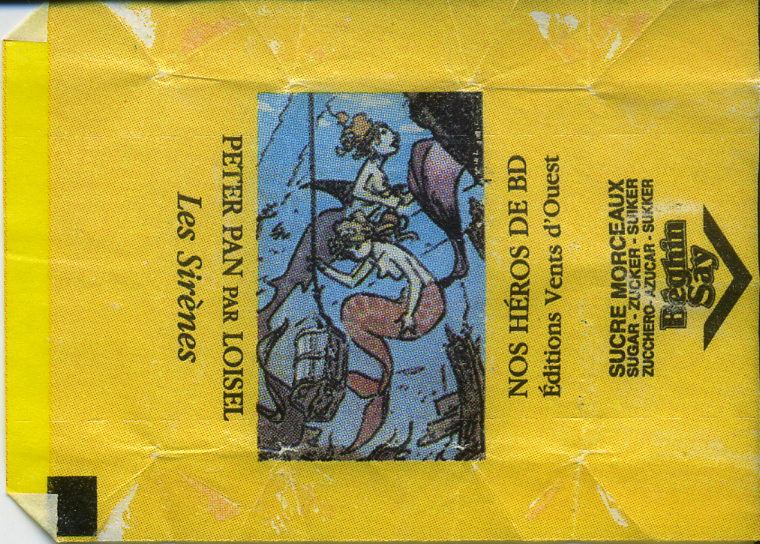 NOS HÉROS DE BD
Éditions Vents d'Ouest
PETER PAN PAR LOISEL
Les Sirènes
SUCRE MORCEAUX
SUGAR - ZUCKER - SUIKER
ZUCCHERO - AZUCAR - SUKKER
Béghin
Say